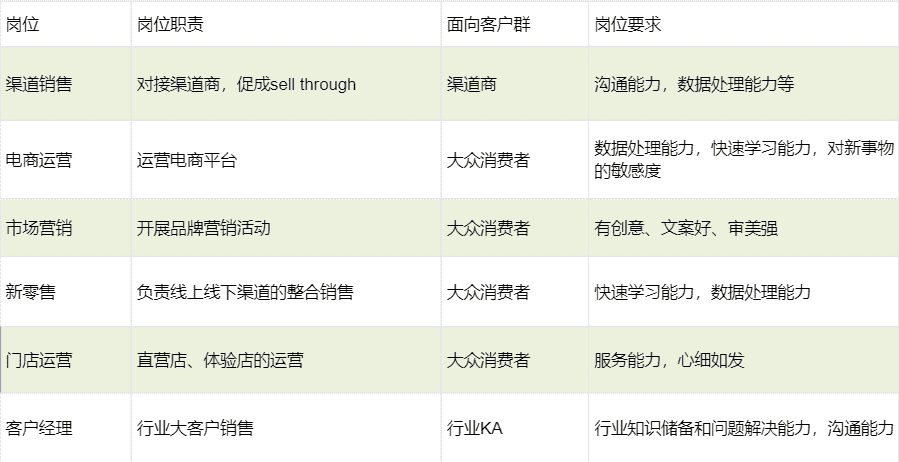 岗位 岗位职责 面向客户群 岗位要求
渠道销售 对接渠道商，促成sell through 渠道商 沟通能力，数据处理能力等
电商运营 运营电商平台 大众消费者 数据处理能力，快速学习能力，对新事物
的敏感度
市场营销 开展品牌营销活动 大众消费者 有创意、文案好、审美强
新零售 负责线上线下渠道的整合销售 大众消费者 快速学习能力，数据处理能力
门店运营 直营店、体验店的运营 大众消费者 服务能力，心细如发
客户经理 行业大客户销售 行业KA 行业知识储备和问题解决能力，沟通能力